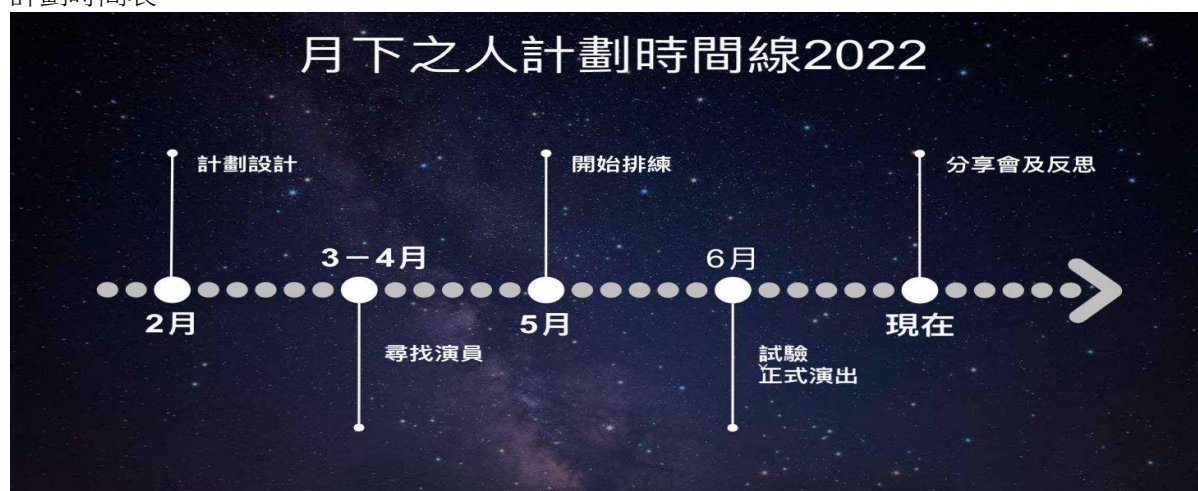 計劃時間表
月下之人計劃時間線2022
計劃設計
開始排練
分享會及反思
3－4月
6月
2月
5月
現在
尋找演員
試驗
正式演出